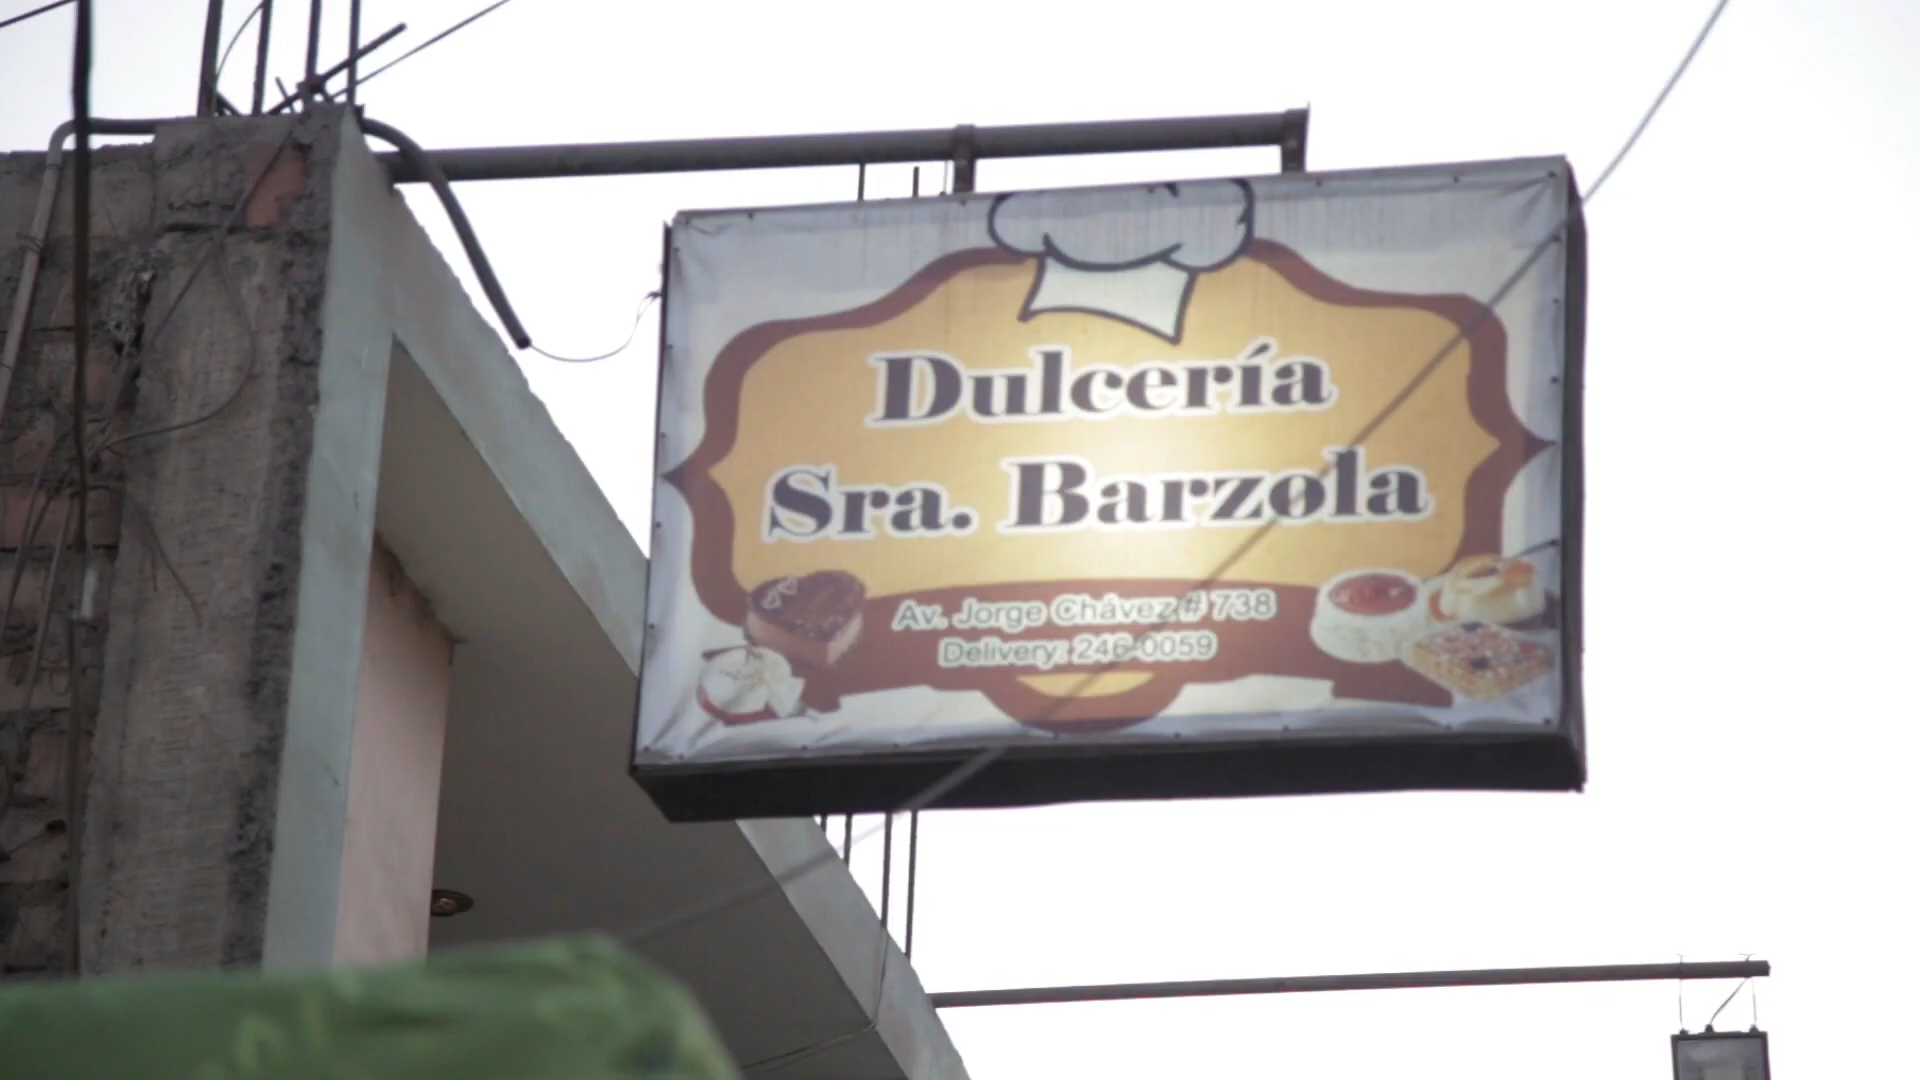 Dulcería
Sra. Barzola
Av. Jorge Chávez # 738
Delivery: 246-0059